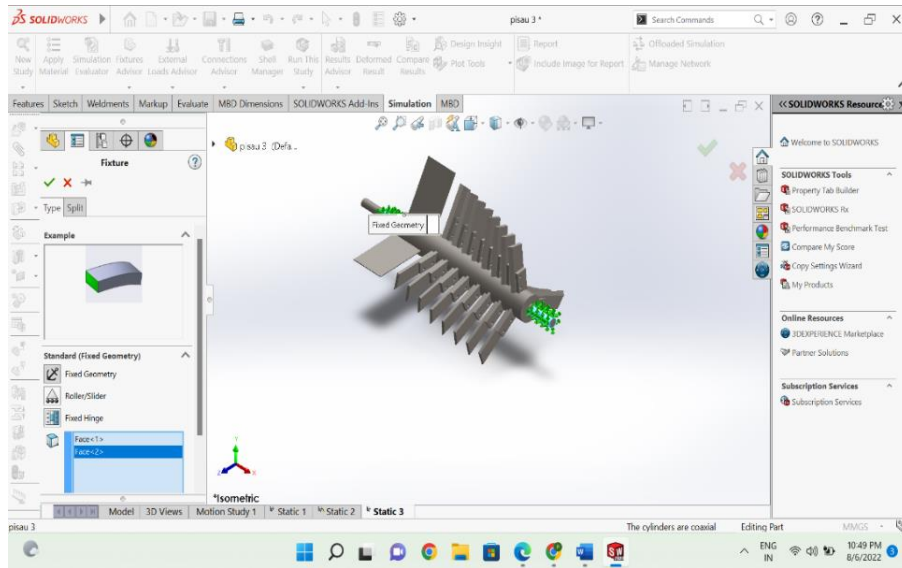 SOLIDWORKS
pisau 3 *
Search Commands
New Study
Apply Material
Simulation Evaluator
Fixtures Advisor
External Loads Advisor
Connections Advisor
Shell Manager
Run This Study
Results Advisor
Deformed Result
Compare Results
Design Insight
Plot Tools
Report
Include Image for Report
Offloaded Simulation
Manage Network
Features Sketch Weldments Markup Evaluate MBD Dimensions SOLIDWORKS Add-Ins Simulation MBD
SOLIDWORKS Resource
Fixture
Type Split
Example
Standard (Fixed Geometry)
Fixed Geometry
Roller/Slider
Fixed Hinge
Face<1>
Face<2>
pisau 3 (Defa...
Fixed Geometry
Y
Z X
*Isometric
Welcome to SOLIDWORKS
SOLIDWORKS Tools
Property Tab Builder
SOLIDWORKS Rx
Performance Benchmark Test
Compare My Score
Copy Settings Wizard
My Products
Online Resources
3DEXPERIENCE Marketplace
Partner Solutions
Subscription Services
Subscription Services
Model 3D Views Motion Study 1 Static 1 Static 2 Static 3
pisau 3
The cylinders are coaxial Editing Part MMGS
ENG
IN
10:49 PM
8/6/2022